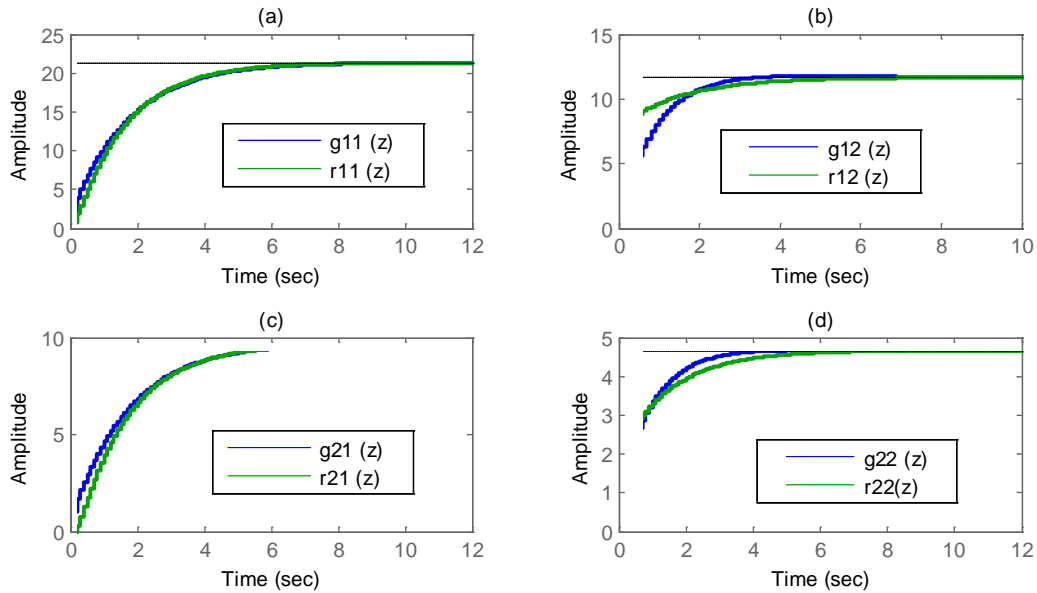 (a)
25
20
15
10
5
0
Amplitude
g11 (z)
r11 (z)
0 2 4 6 8 10 12
Time (sec)
(b)
15
10
5
0
Amplitude
g12 (z)
r12 (z)
0 2 4 6 8 10
Time (sec)
(c)
10
5
0
Amplitude
g21 (z)
r21 (z)
0 2 4 6 8 10 12
Time (sec)
(d)
5
4
3
2
1
0
Amplitude
g22 (z)
r22(z)
0 2 4 6 8 10 12
Time (sec)